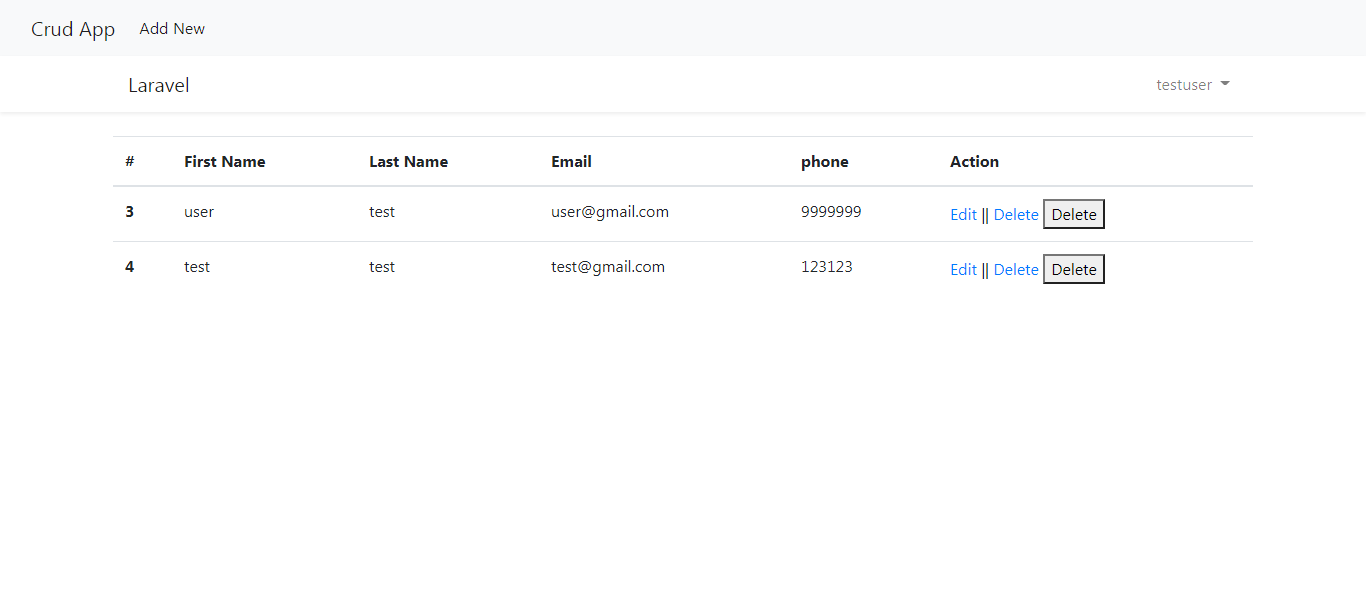 Crud App Add New
Laravel testuser
# First Name Last Name Email phone Action
3 user test user@gmail.com 9999999 Edit || Delete Delete
4 test test test@gmail.com 123123 Edit || Delete Delete